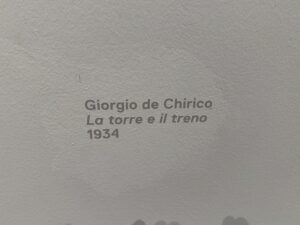 Giorgio de Chirico
La torre e il treno
1934